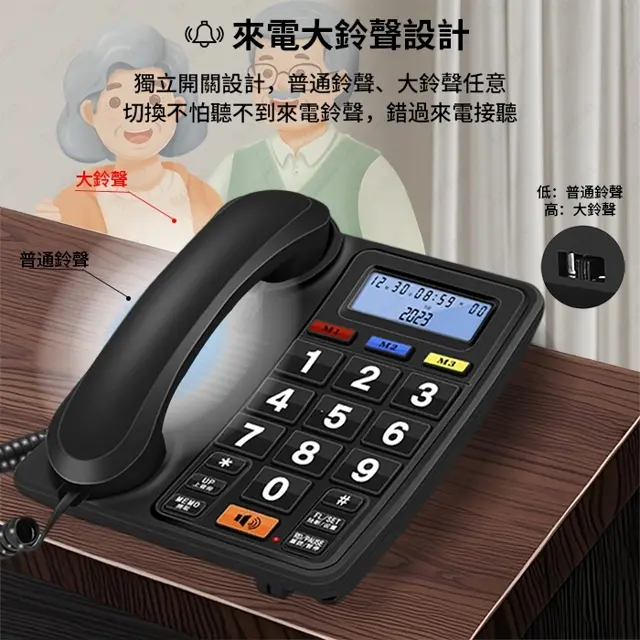 來電大鈴聲設計
獨立開關設計，普通鈴聲、大鈴聲任意
切換不怕聽不到來電鈴聲，錯過來電接聽
大鈴聲
普通鈴聲
低：普通鈴聲
高：大鈴聲
12.30.08:59 00
2023
M1
M2
M3
1
2
3
4
5
6
7
8
9
*
0
#
UP
MEMO
TL/SET
RD/PAUSE